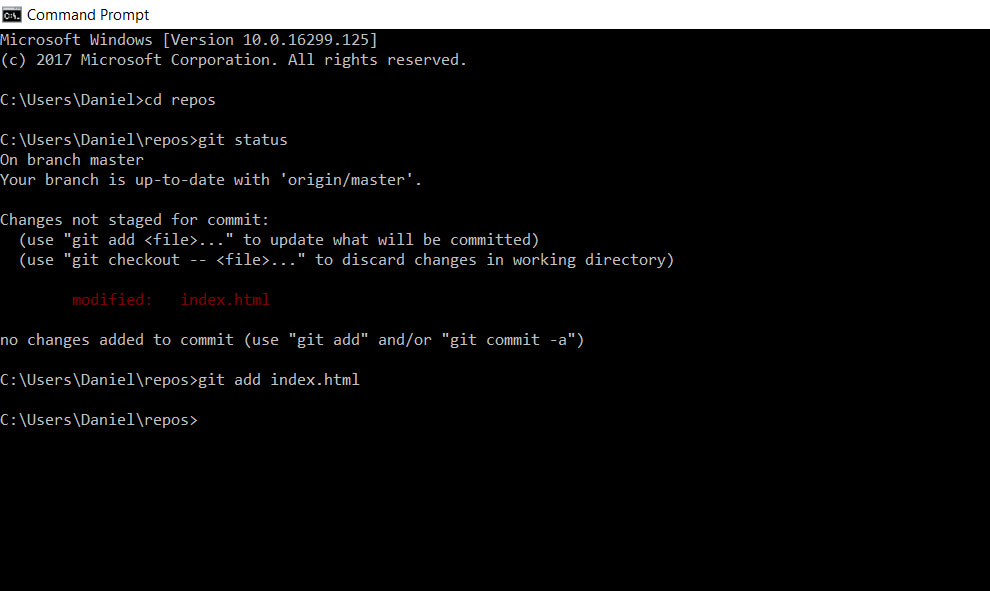 Command Prompt
Microsoft Windows [Version 10.0.16299.125]
(c) 2017 Microsoft Corporation. All rights reserved.
C:\Users\Daniel>cd repos
C:\Users\Daniel\repos>git status
On branch master
Your branch is up-to-date with 'origin/master'.
Changes not staged for commit:
  (use "git add <file>..." to update what will be committed)
  (use "git checkout -- <file>..." to discard changes in working directory)
        modified:   index.html
no changes added to commit (use "git add" and/or "git commit -a")
C:\Users\Daniel\repos>git add index.html
C:\Users\Daniel\repos>